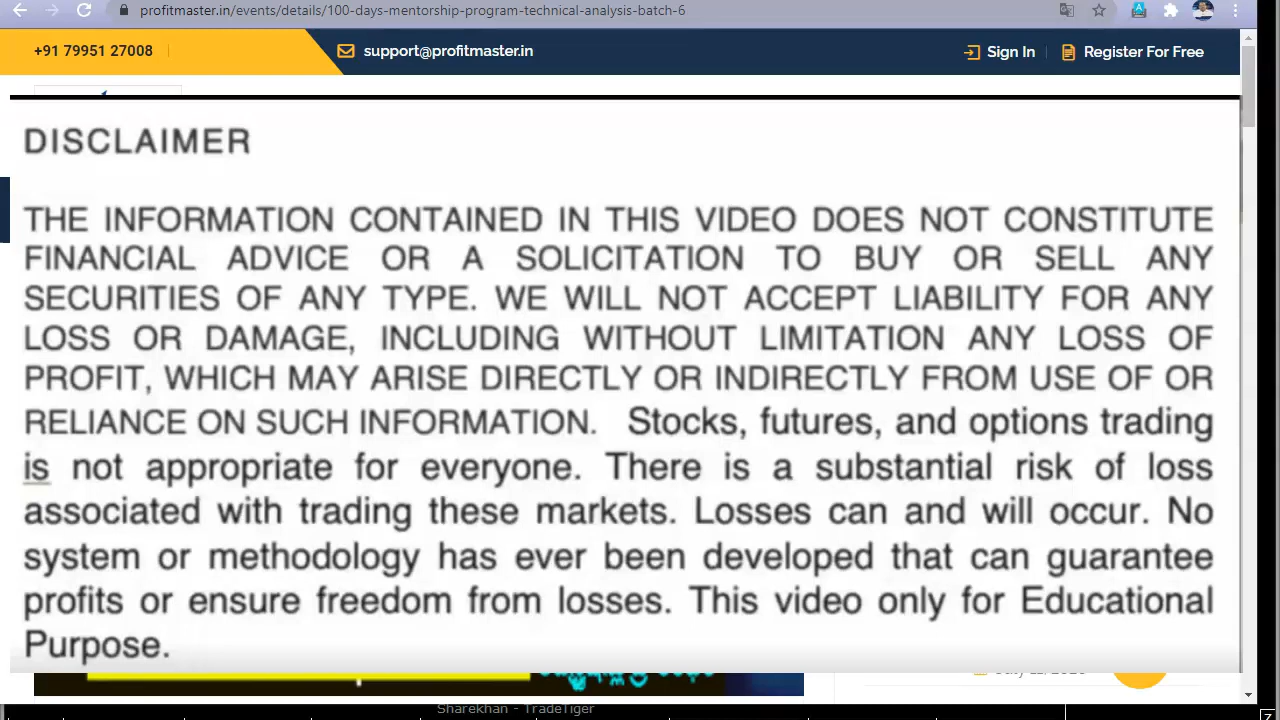 profitmaster.in/events/details/100-days-mentorship-program-technical-analysis-batch-6
+91 79951 27008
support@profitmaster.in
Sign In
Register For Free
DISCLAIMER
THE INFORMATION CONTAINED IN THIS VIDEO DOES NOT CONSTITUTE
FINANCIAL ADVICE OR A SOLICITATION TO BUY OR SELL ANY
SECURITIES OF ANY TYPE. WE WILL NOT ACCEPT LIABILITY FOR ANY
LOSS OR DAMAGE, INCLUDING WITHOUT LIMITATION ANY LOSS OF
PROFIT, WHICH MAY ARISE DIRECTLY OR INDIRECTLY FROM USE OF OR
RELIANCE ON SUCH INFORMATION. Stocks, futures, and options trading
is not appropriate for everyone. There is a substantial risk of loss
associated with trading these markets. Losses can and will occur. No
system or methodology has ever been developed that can guarantee
profits or ensure freedom from losses. This video only for Educational
Purpose.
Sharekhan - TradeTiger